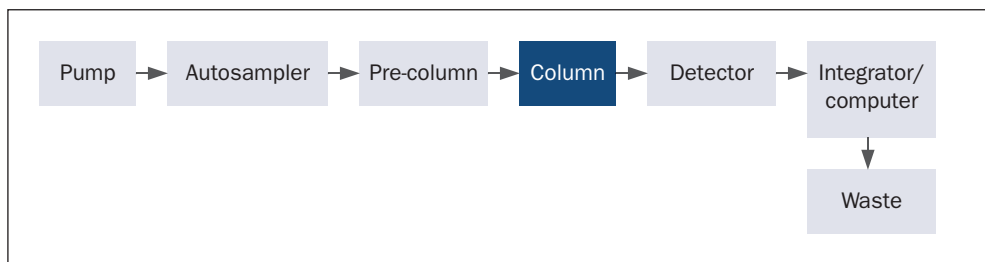 Pump
Autosampler
Pre-column
Column
Detector
Integrator/
computer
Waste